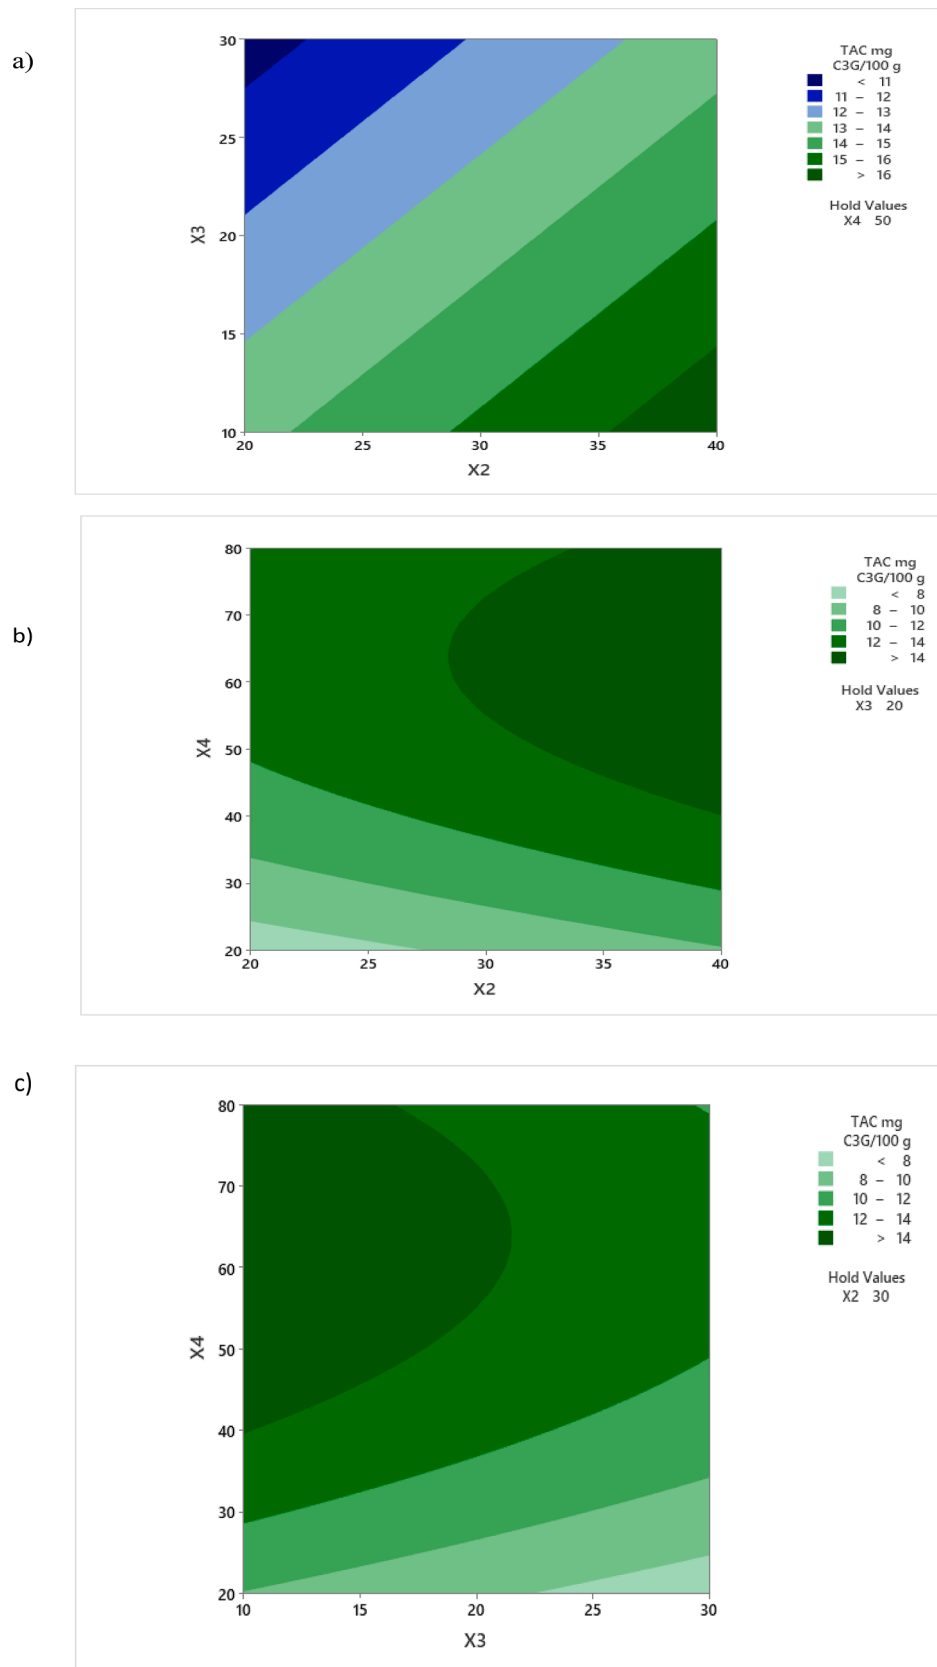 a)
TAC mg
C3G/100 g
< 11
11 – 12
12 – 13
13 – 14
14 – 15
15 – 16
> 16
Hold Values
X4 50
30
25
20
15
10
X3
20 25 30 35 40
X2
b)
TAC mg
C3G/100 g
< 8
8 – 10
10 – 12
12 – 14
> 14
Hold Values
X3 20
80
70
60
50
40
30
20
X4
20 25 30 35 40
X2
c)
TAC mg
C3G/100 g
< 8
8 – 10
10 – 12
12 – 14
> 14
Hold Values
X2 30
80
70
60
50
40
30
20
X4
10 15 20 25 30
X3